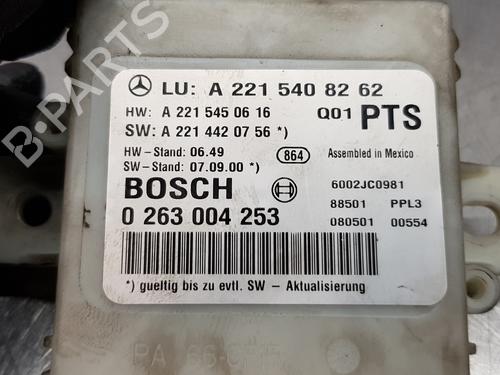 B-PARTS
LU: A 221 540 82 62
HW: A 221 545 06 16 Q01 PTS
SW: A 221 442 07 56 *)
HW - Stand: 06.49 864 Assembled in Mexico
SW - Stand: 07.09.00 *)
BOSCH 6002JC0981
0 263 004 253 88501 PPL3
080501 00554
*) gueltig bis zu evtl. SW - Aktualisierung